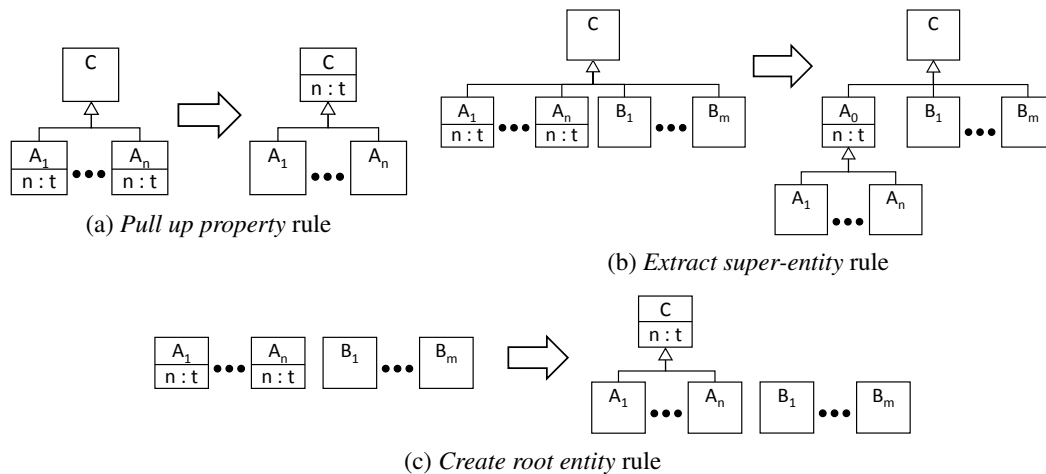 C
A₁ n : t ●●● Aₙ n : t
C n : t
A₁ ●●● Aₙ
(a) Pull up property rule
C
A₁ n : t ●●● Aₙ n : t B₁ ●●● Bₘ
C
A₀ n : t B₁ ●●● Bₘ
A₁ ●●● Aₙ
(b) Extract super-entity rule
A₁ n : t ●●● Aₙ n : t B₁ ●●● Bₘ
C n : t
A₁ ●●● Aₙ B₁ ●●● Bₘ
(c) Create root entity rule